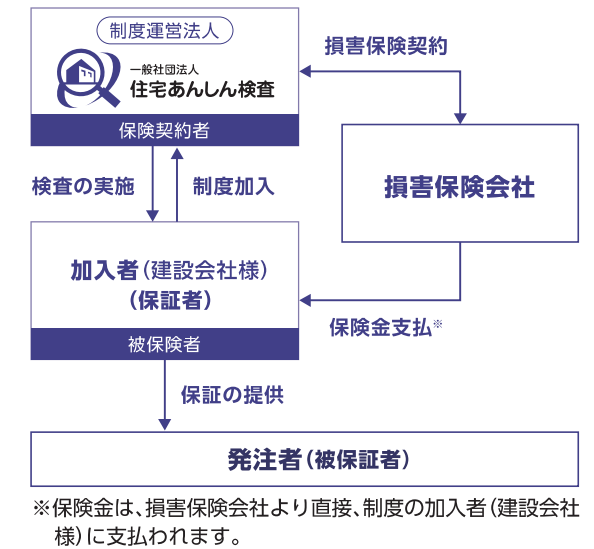 制度運営法人
一般社団法人
住宅あんしん検査
保険契約者
損害保険契約
損害保険会社
検査の実施
制度加入
加入者(建設会社様)
(保証者)
被保険者
保険金支払※
保証の提供
発注者(被保証者)
※保険金は、損害保険会社より直接、制度の加入者(建設会社
様)に支払われます。